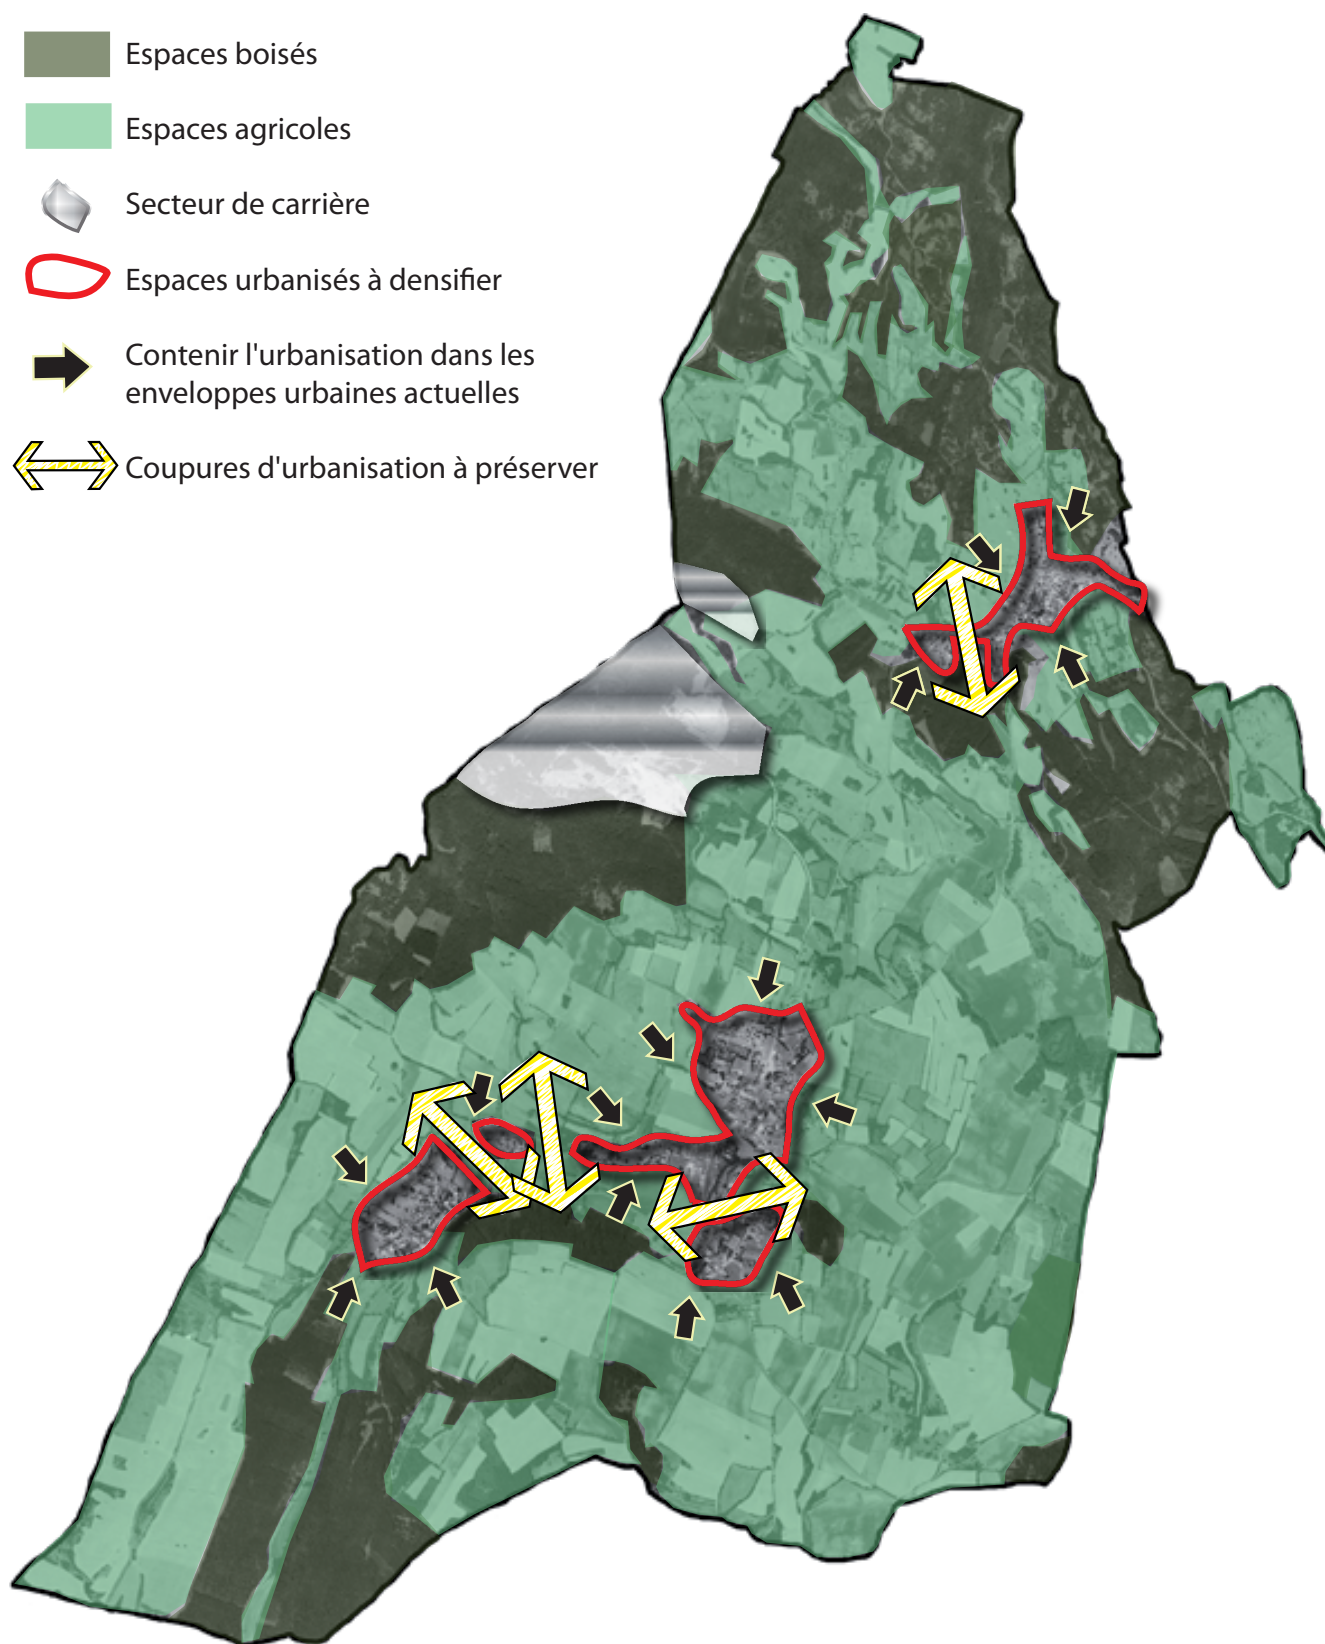 Espaces boisés
Espaces agricoles
Secteur de carrière
Espaces urbanisés à densifier
Contenir l'urbanisation dans les
enveloppes urbaines actuelles
Coupures d'urbanisation à préserver